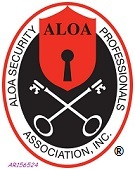 ALOA
ALOA SECURITY
PROFESSIONALS
ASSOCIATION, INC.
®
AR156524